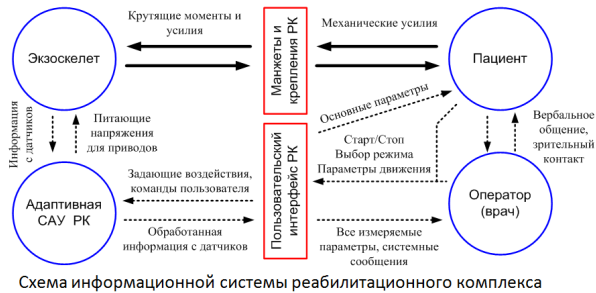 Крутящие моменты и
усилия
Механические усилия
Экзоскелет
Манжеты и
крепления РК
Пациент
Основные параметры
Информация
с датчиков
Питающие
напряжения
для приводов
Старт/Стоп
Выбор режима
Параметры движения
Вербальное
общение,
зрительный
контакт
Задающие воздействия,
команды пользователя
Пользовательский
интерфейс РК
Адаптивная
САУ РК
Оператор
(врач)
Обработанная
информация с датчиков
Все измеряемые
параметры, системные
сообщения
Схема информационной системы реабилитационного комплекса